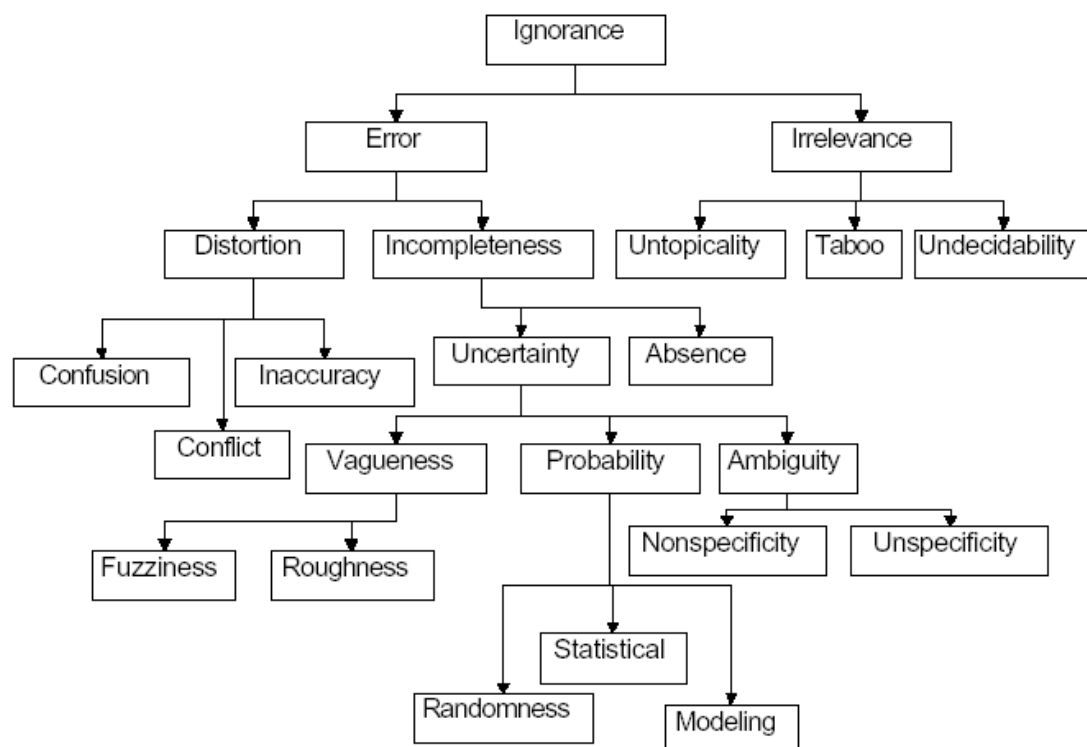 Ignorance
Error
Irrelevance
Distortion
Incompleteness
Untopicality
Taboo
Undecidability
Uncertainty
Absence
Confusion
Inaccuracy
Conflict
Vagueness
Probability
Ambiguity
Nonspecificity
Unspecificity
Fuzziness
Roughness
Statistical
Randomness
Modeling